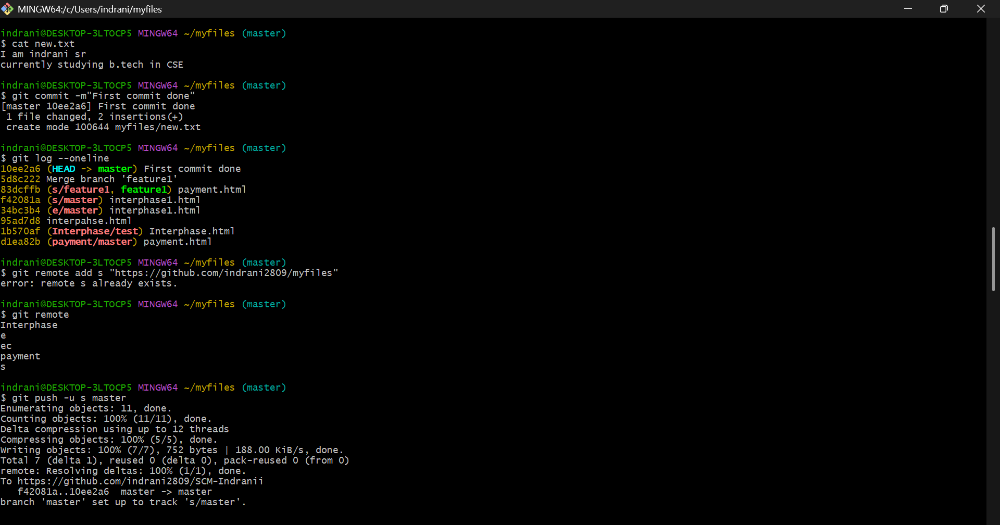 MINGW64:/c/Users/indrani/myfiles
indrani@DESKTOP-3LTOCP5 MINGW64 ~/myfiles (master)
$ cat new.txt
I am indrani sr
currently studying b.tech in CSE
indrani@DESKTOP-3LTOCP5 MINGW64 ~/myfiles (master)
$ git commit -m"First commit done"
[master 10ee2a6] First commit done
 1 file changed, 2 insertions(+)
 create mode 100644 myfiles/new.txt
indrani@DESKTOP-3LTOCP5 MINGW64 ~/myfiles (master)
$ git log --oneline
10ee2a6 (HEAD -> master) First commit done
5d8c222 Merge branch 'feature1'
83dcffb (s/feature1, feature1) payment.html
f42081a (s/master) interphase1.html
34bc3b4 (e/master) interphase1.html
95ad7d8 interpahse.html
1b570af (Interphase/test) Interphase.html
d1ea82b (payment/master) payment.html
indrani@DESKTOP-3LTOCP5 MINGW64 ~/myfiles (master)
$ git remote add s "https://github.com/indrani2809/myfiles"
error: remote s already exists.
indrani@DESKTOP-3LTOCP5 MINGW64 ~/myfiles (master)
$ git remote
Interphase
e
ec
payment
s
indrani@DESKTOP-3LTOCP5 MINGW64 ~/myfiles (master)
$ git push -u s master
Enumerating objects: 11, done.
Counting objects: 100% (11/11), done.
Delta compression using up to 12 threads
Compressing objects: 100% (5/5), done.
Writing objects: 100% (7/7), 752 bytes | 188.00 KiB/s, done.
Total 7 (delta 1), reused 0 (delta 0), pack-reused 0 (from 0)
remote: Resolving deltas: 100% (1/1), done.
To https://github.com/indrani2809/SCM-Indranii
   f42081a..10ee2a6  master -> master
branch 'master' set up to track 's/master'.